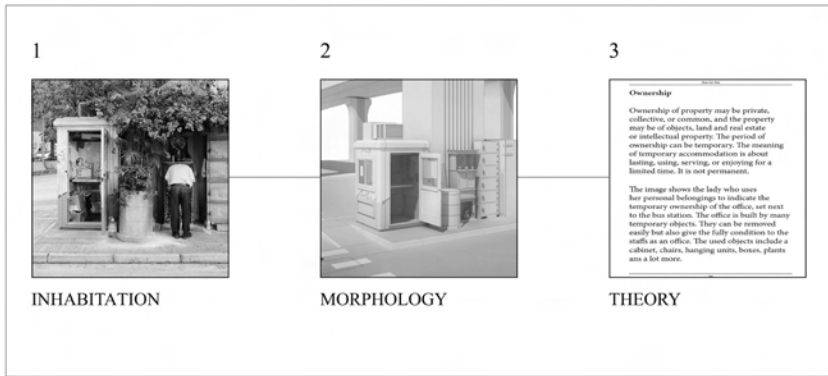 1
2
3
Ownership
Ownership of property may be private,
collective, or common, and the property
may be of objects, land and real estate
or intellectual property. The period of
ownership can be temporary. The meaning
of temporary accommodation is about
lasting, using, serving, or enjoying for a
limited time. It is not permanent.
The image shows the lady who uses
her personal belongings to indicate the
temporary ownership of the office, set next
to the bus station. The office is built by many
temporary objects. They can be removed
easily but also give the fully condition to the
staffs as an office. The used objects include a
cabinet, chairs, hanging units, boxes, plants
ans a lot more.
INHABITATION
MORPHOLOGY
THEORY